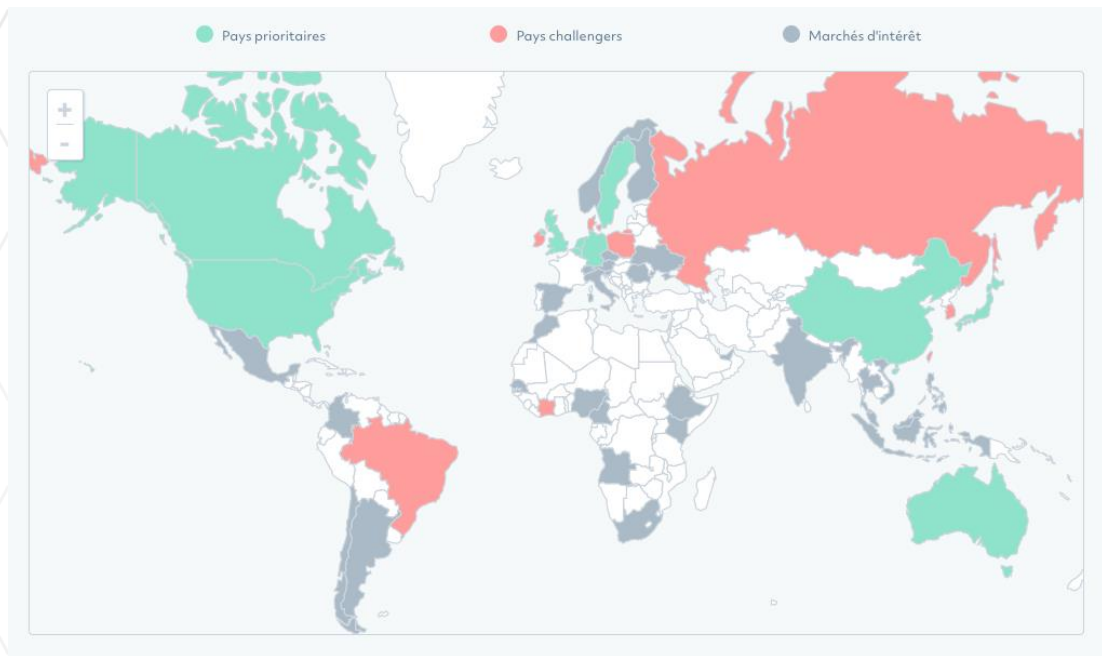 Pays prioritaires
Pays challengers
Marchés d'intérêt
+
-